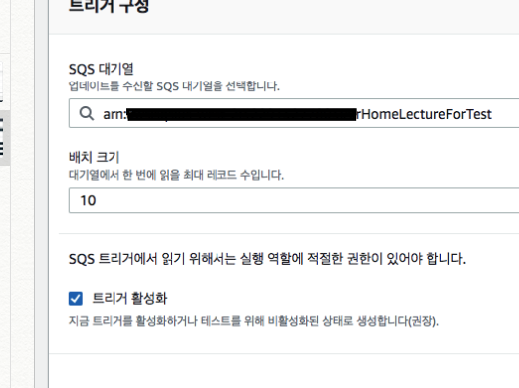 트리거 구성
SQS 대기열
업데이트를 수신할 SQS 대기열을 선택합니다.
arn: rHomeLectureForTest
배치 크기
대기열에서 한 번에 읽을 최대 레코드 수입니다.
10
SQS 트리거에서 읽기 위해서는 실행 역할에 적절한 권한이 있어야 합니다.
트리거 활성화
지금 트리거를 활성화하거나 테스트를 위해 비활성화된 상태로 생성합니다(권장).